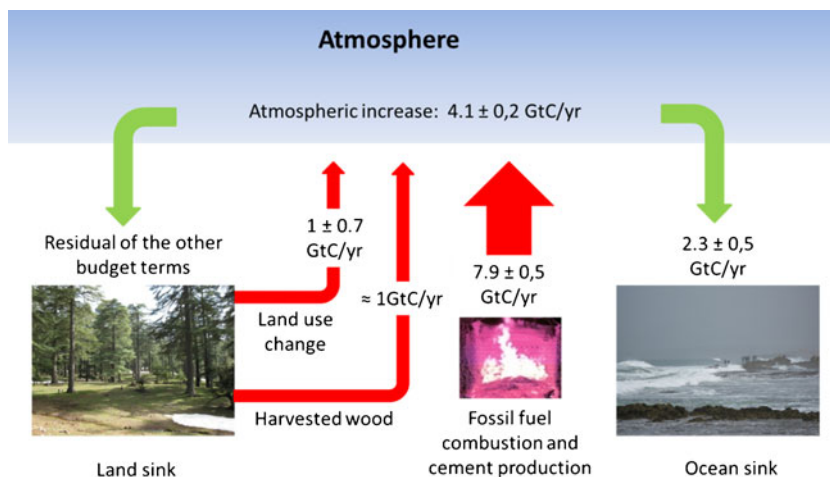 Atmosphere
Atmospheric increase: 4.1 ± 0,2 GtC/yr
Residual of the other
budget terms
1 ± 0.7
GtC/yr
≈ 1GtC/yr
7.9 ± 0,5
GtC/yr
2.3 ± 0,5
GtC/yr
Land use
change
Harvested wood
Fossil fuel
combustion and
cement production
Land sink
Ocean sink